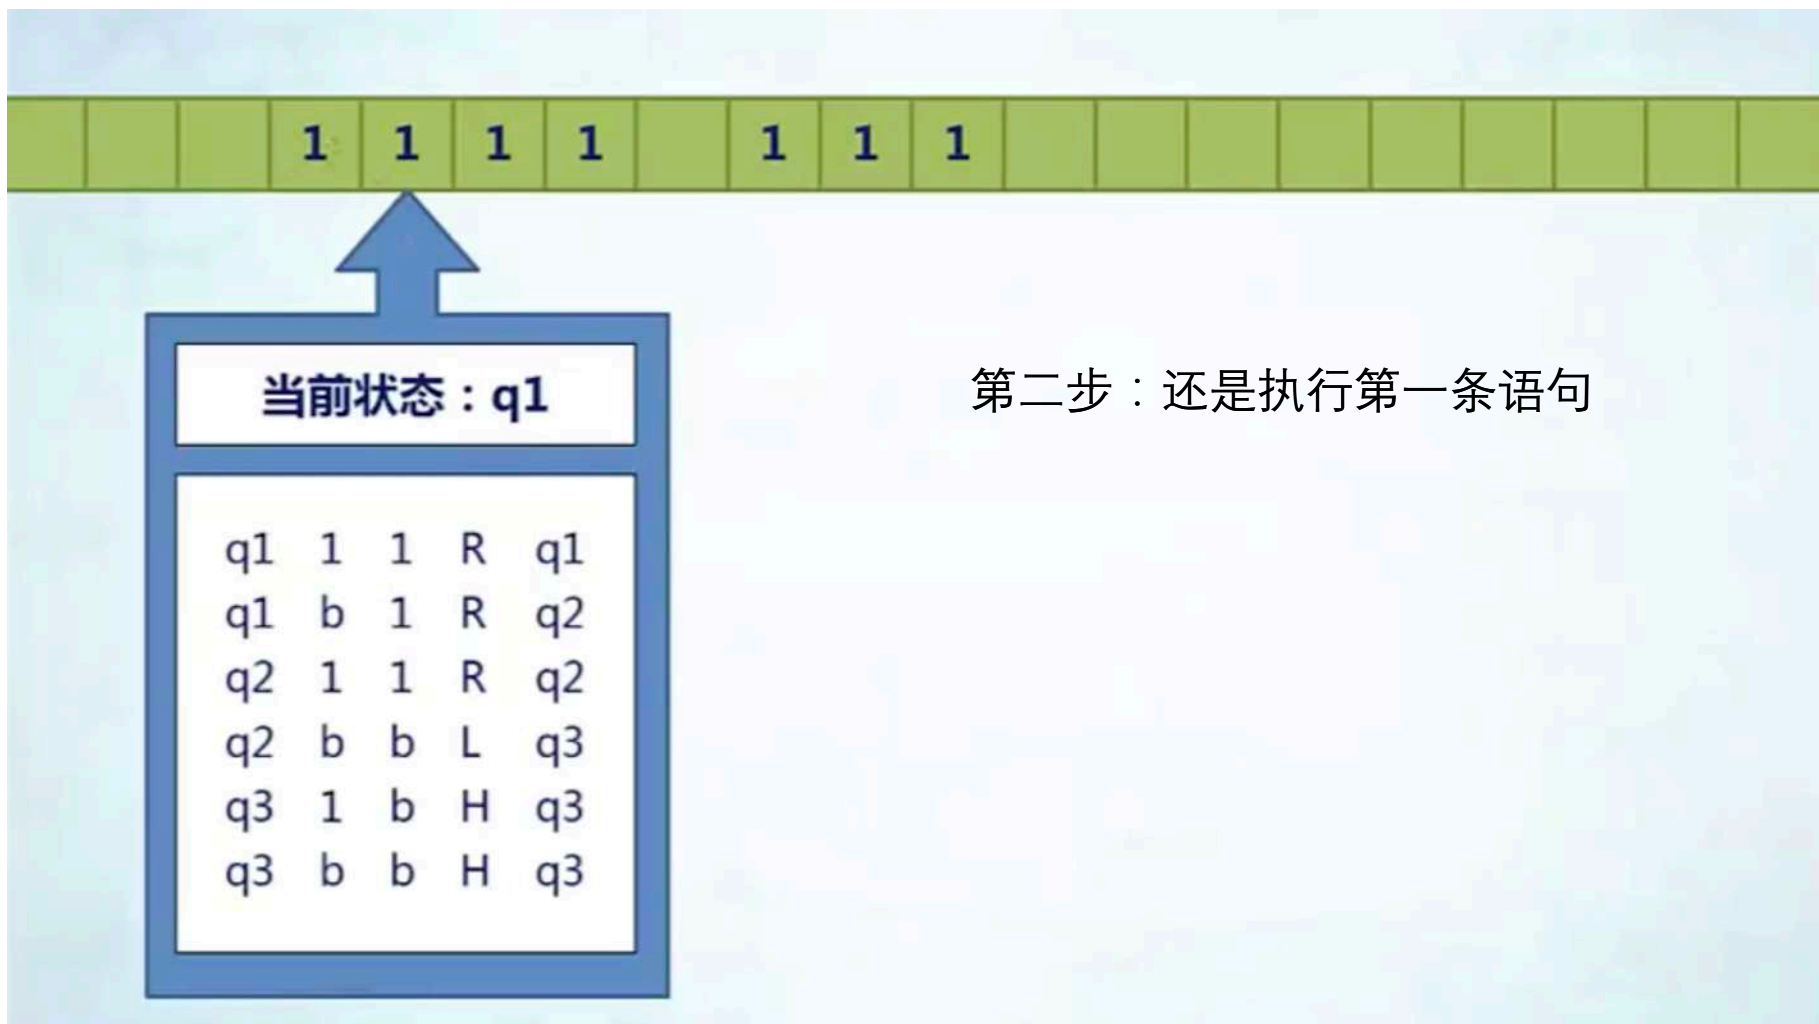 1 1 1 1 1 1 1
当前状态：q1
第二步：还是执行第一条语句
q1 1 1 R q1
q1 b 1 R q2
q2 1 1 R q2
q2 b b L q3
q3 1 b H q3
q3 b b H q3